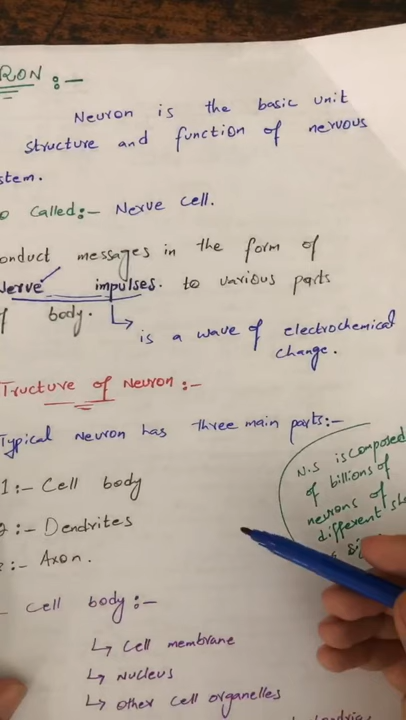 RON :-
Neuron is the basic unit
structure and function of nervous
stem.
o Called:- Nerve cell.
onduct messages in the form of
Nerve impulses. to various parts
f body.
is a wave of electrochemical
change.
Tructure of Neuron :-
Typical Neuron has three main parts:-
1:- Cell body
2:- Dendrites
:- Axon.
N.S is composed
of billions of
neurons of
different
- Cell body:-
↳ Cell membrane
↳ Nucleus
↳ other Cell organelles